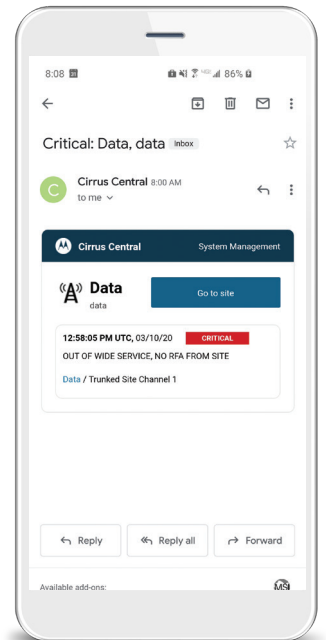 8:08 31 86%
Critical: Data, data Inbox
C
Cirrus Central 8:00 AM
to me
Cirrus Central System Management
Data
data
Go to site
12:58:05 PM UTC, 03/10/20 CRITICAL
OUT OF WIDE SERVICE, NO RFA FROM SITE
Data / Trunked Site Channel 1
Reply Reply all Forward
Available add-ons:
MSI